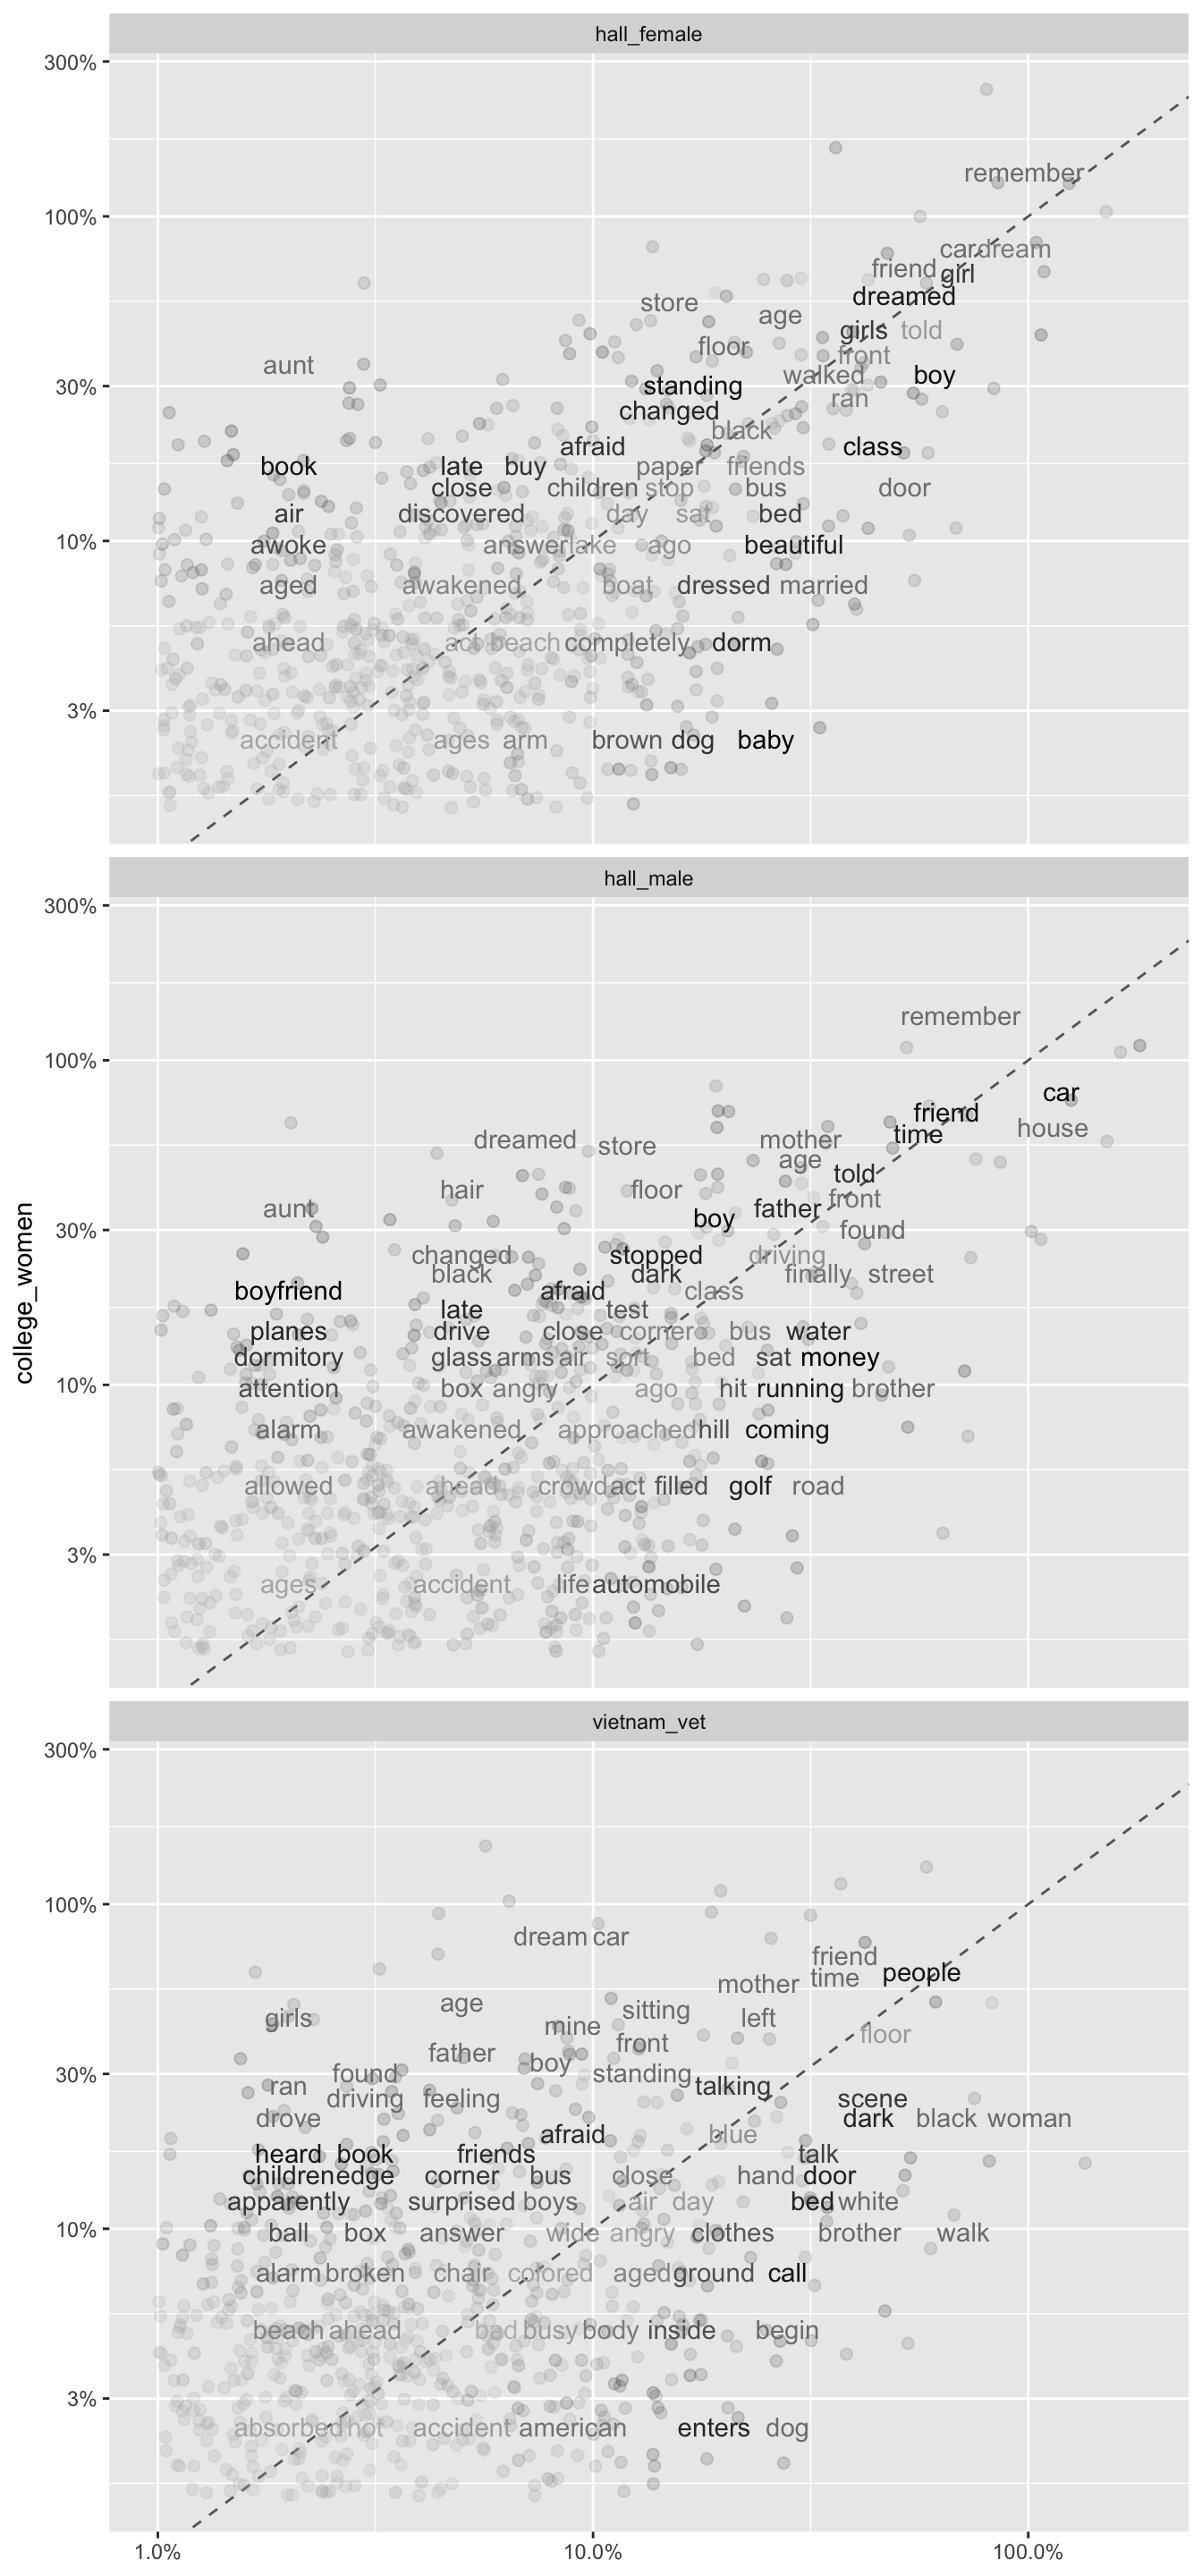 hall_female
300%
remember
100%
cardream
friend girl
dreamed
store
age
girls told
floor
front
aunt
walked boy
30%
standing
ran
changed
black
afraid class
book late buy paper friends
close children stop bus door
air discovered day sat bed
10%
awoke answer lake ago beautiful
aged awakened boat dressed married
ahead act beach completely dorm
3%
accident ages arm brown dog baby
hall_male
300%
remember
100%
car
friend
house
time
dreamed store mother
age
told
hair floor
front
aunt father
boy
30%
found
changed stopped driving
black dark finally street
boyfriend afraid class
late test
planes drive close corner bus water
dormitory glass arms air sort bed sat money
10%
attention box angry ago hit running brother
alarm awakened approached hill coming
allowed ahead crowd act filled golf road
3%
ages accident life automobile
college_women
vietnam_vet
300%
100%
dream car
friend
people
time
mother
age
sitting
girls left
mine
floor
front
father
boy
30%
found standing
ran talking
driving feeling scene
drove dark black woman
afraid blue
heard book friends talk
children edge corner bus close hand door
apparently surprised boys air day bed white
10%
ball box answer wide angry clothes brother walk
alarm broken chair colored aged ground call
beach ahead bad busy body inside begin
3%
absorbed hot accident american enters dog
1.0% 10.0% 100.0%